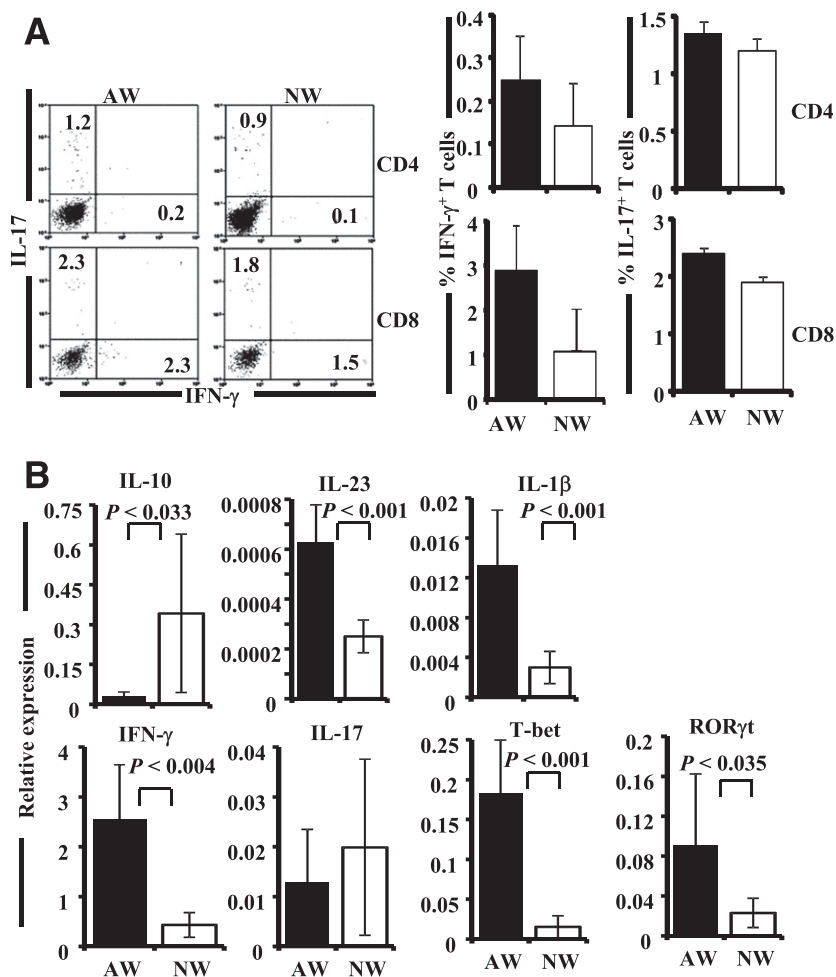 A
AW NW
1.2 0.9
CD4
0.2 0.1
2.3 1.8
CD8
2.3 1.5
IL-17
IFN-γ
% IFN-γ+ T cells
0.4
0.3
0.2
0.1
0
4
3
2
1
0
AW NW
% IL-17+ T cells
1.5
1
0.5
0
CD4
3
2
1
0
CD8
AW NW
B
Relative expression
IL-10
P < 0.033
0.75
0.6
0.45
0.3
0.15
0
IL-23
P < 0.001
0.0008
0.0006
0.0004
0.0002
0
IL-1β
P < 0.001
0.02
0.016
0.012
0.008
0.004
0
IFN-γ
P < 0.004
4
3
2
1
0
AW NW
IL-17
0.04
0.03
0.02
0.01
0
AW NW
T-bet
P < 0.001
0.25
0.2
0.15
0.1
0.05
0
AW NW
RORγt
P < 0.035
0.2
0.16
0.12
0.08
0.04
0
AW NW